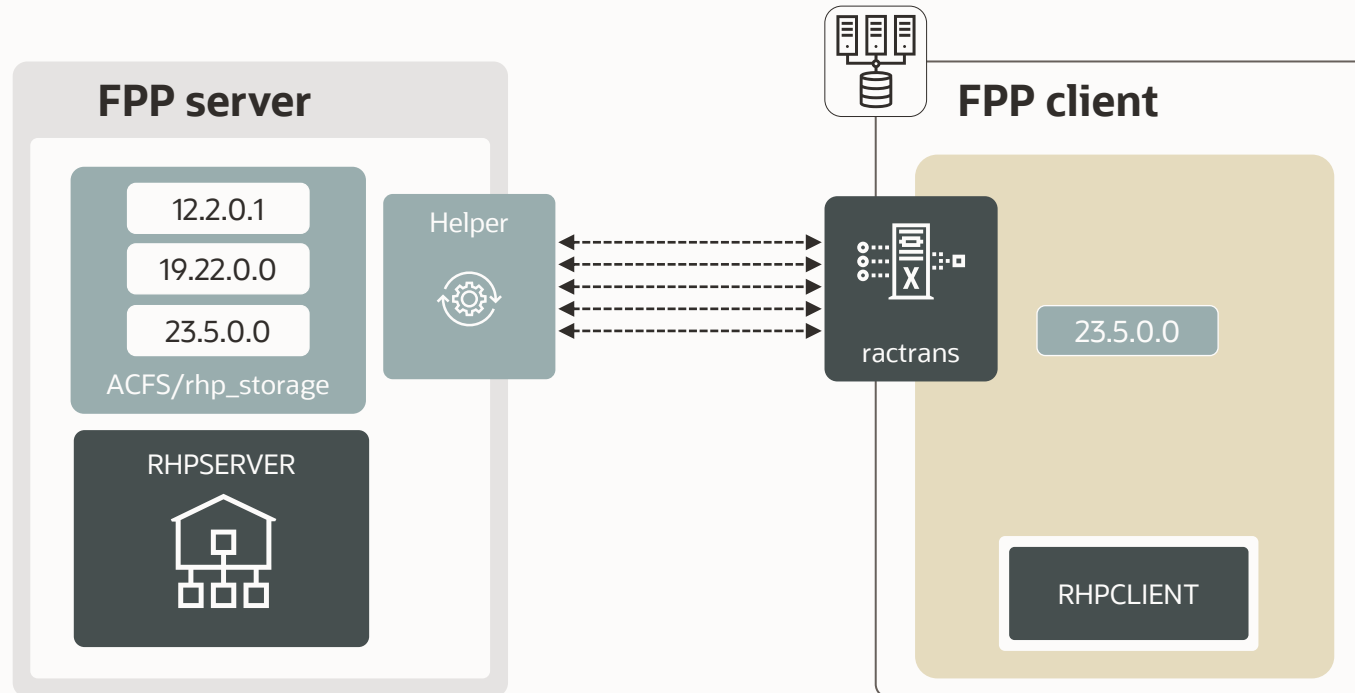 FPP server
12.2.0.1
19.22.0.0
23.5.0.0
ACFS/rhp_storage
RHPSERVER
Helper
FPP client
X
ractrans
23.5.0.0
RHPCLIENT